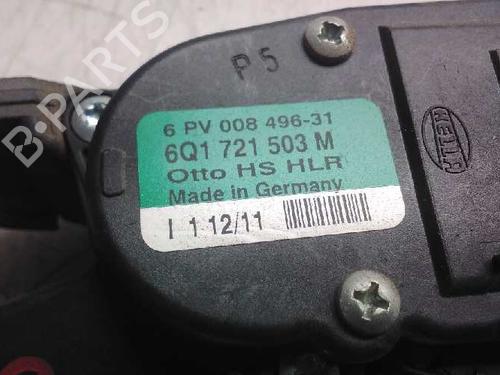 B-PARTS
P5
6 PV 008 496-31
6Q1 721 503 M
Otto HS HLR
Made in Germany
I 1 12/11
HELLA